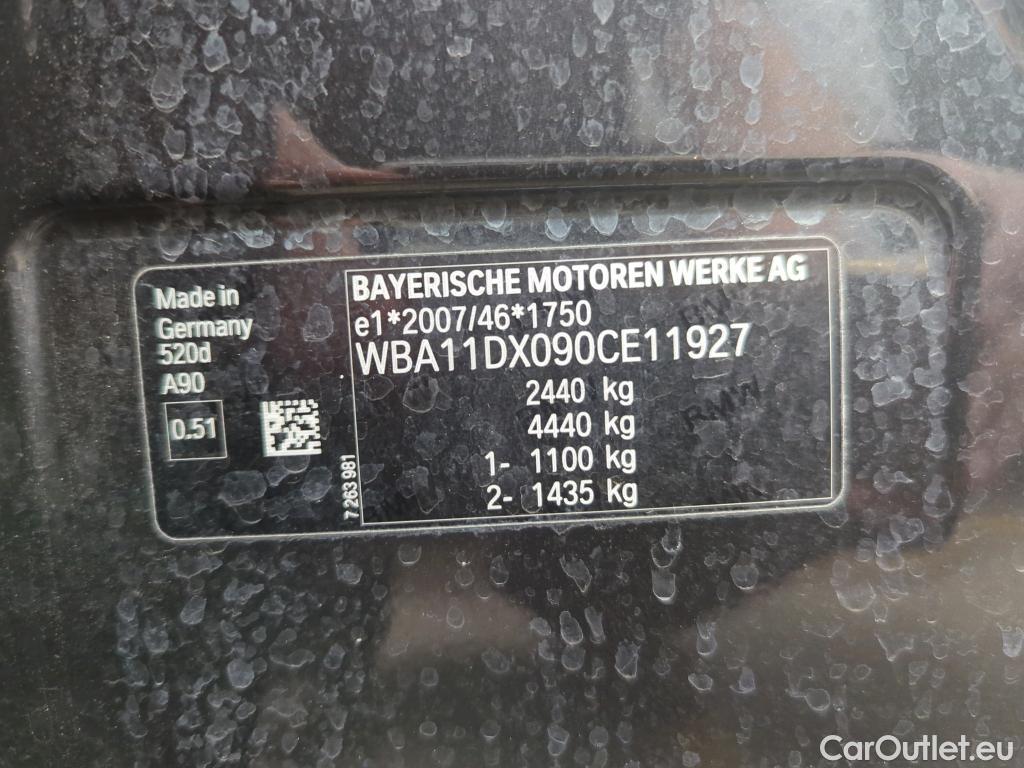 Made in
Germany
520d
A90
0.51
7 263 981
BAYERISCHE MOTOREN WERKE AG
e1*2007/46*1750
WBA11DX090CE11927
2440 kg
4440 kg
1- 1100 kg
2- 1435 kg
BMW
CarOutlet.eu